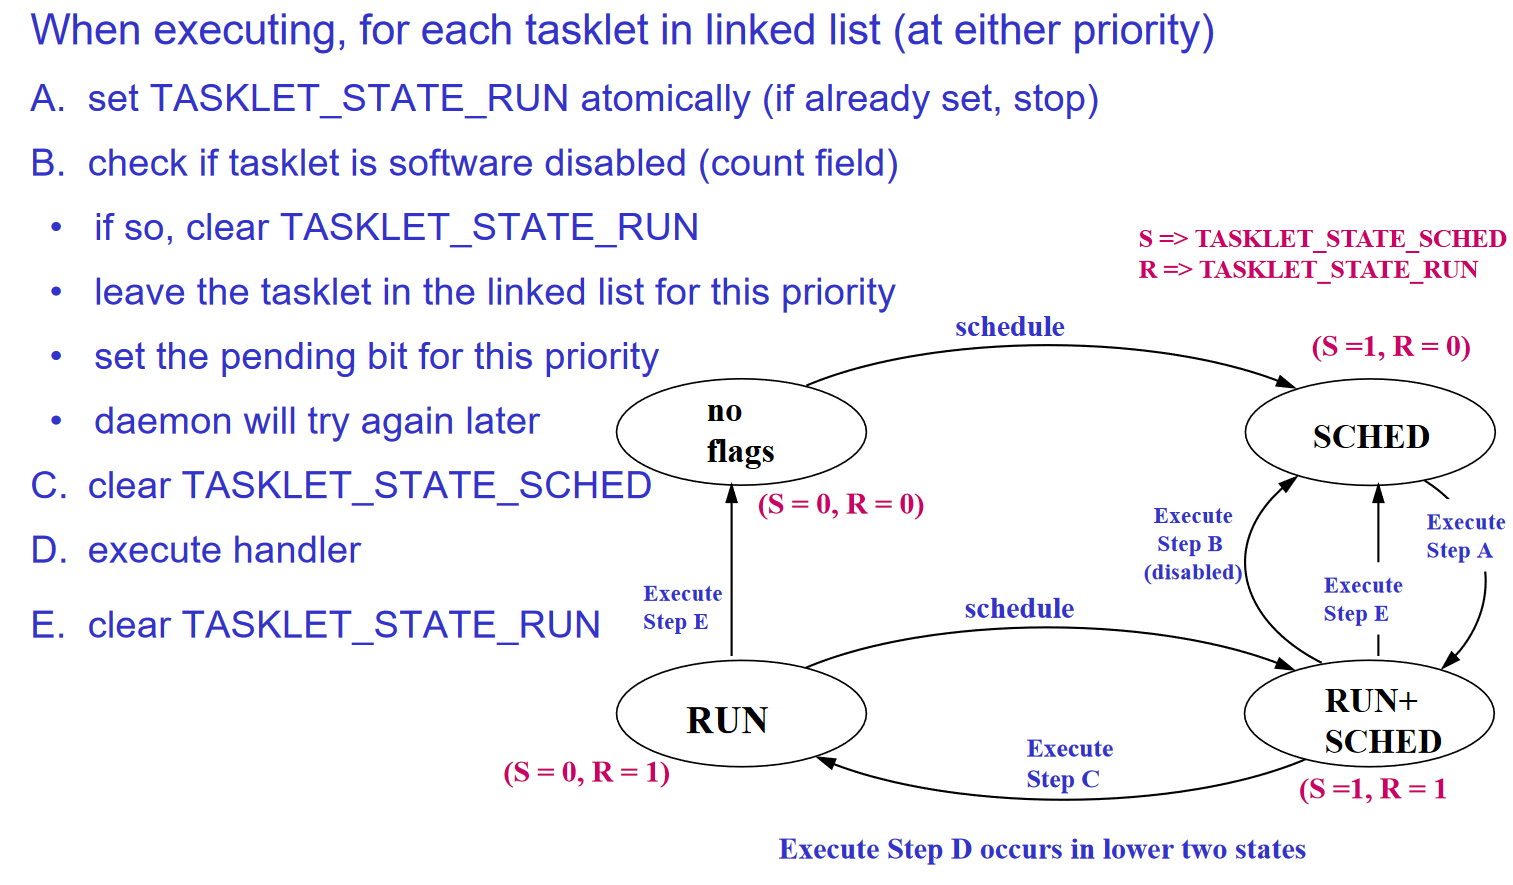 When executing, for each tasklet in linked list (at either priority)
A. set TASKLET_STATE_RUN atomically (if already set, stop)
B. check if tasklet is software disabled (count field)
• if so, clear TASKLET_STATE_RUN
• leave the tasklet in the linked list for this priority
• set the pending bit for this priority
• daemon will try again later
C. clear TASKLET_STATE_SCHED
D. execute handler
E. clear TASKLET_STATE_RUN
S => TASKLET_STATE_SCHED
R => TASKLET_STATE_RUN
schedule
(S =1, R = 0)
no
flags
SCHED
(S = 0, R = 0)
Execute
Step B
(disabled)
Execute
Step A
Execute
Step E
Execute
Step E
schedule
RUN
RUN+
SCHED
(S = 0, R = 1)
Execute
Step C
(S =1, R = 1
Execute Step D occurs in lower two states